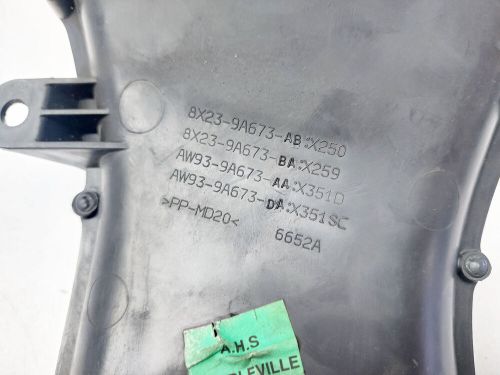 8X23-9A673-AB:X250
8X23-9A673-BA:X259
AW93-9A673-AA:X351D
AW93-9A673-DA:X351SC
>PP-MD20< 6652A
A.H.S